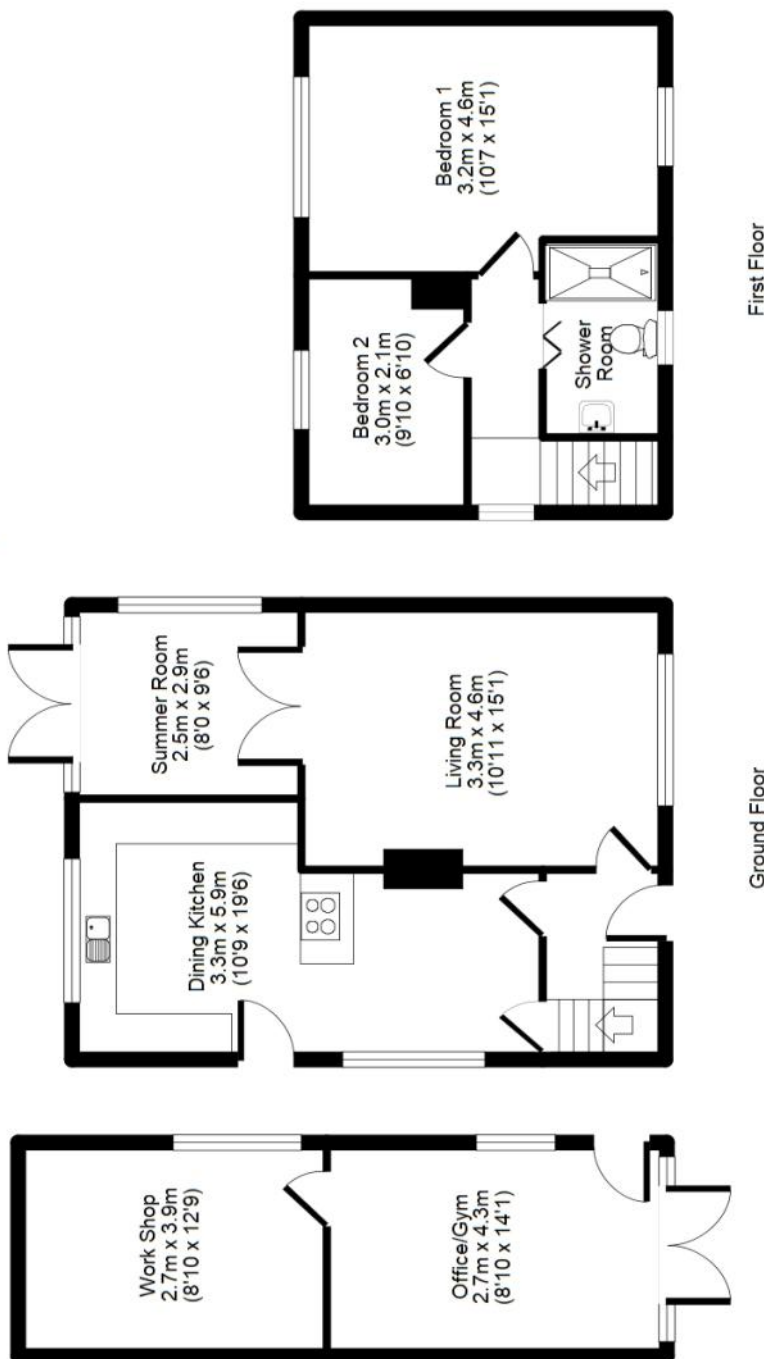 Work Shop
2.7m x 3.9m
(8'10 x 12'9)
Office/Gym
2.7m x 4.3m
(8'10 x 14'1)
Dining Kitchen
3.3m x 5.9m
(10'9 x 19'6)
Summer Room
2.5m x 2.9m
(8'0 x 9'6)
Living Room
3.3m x 4.6m
(10'11 x 15'1)
Ground Floor
Bedroom 2
3.0m x 2.1m
(9'10 x 6'10)
Bedroom 1
3.2m x 4.6m
(10'7 x 15'1)
Shower
Room
First Floor